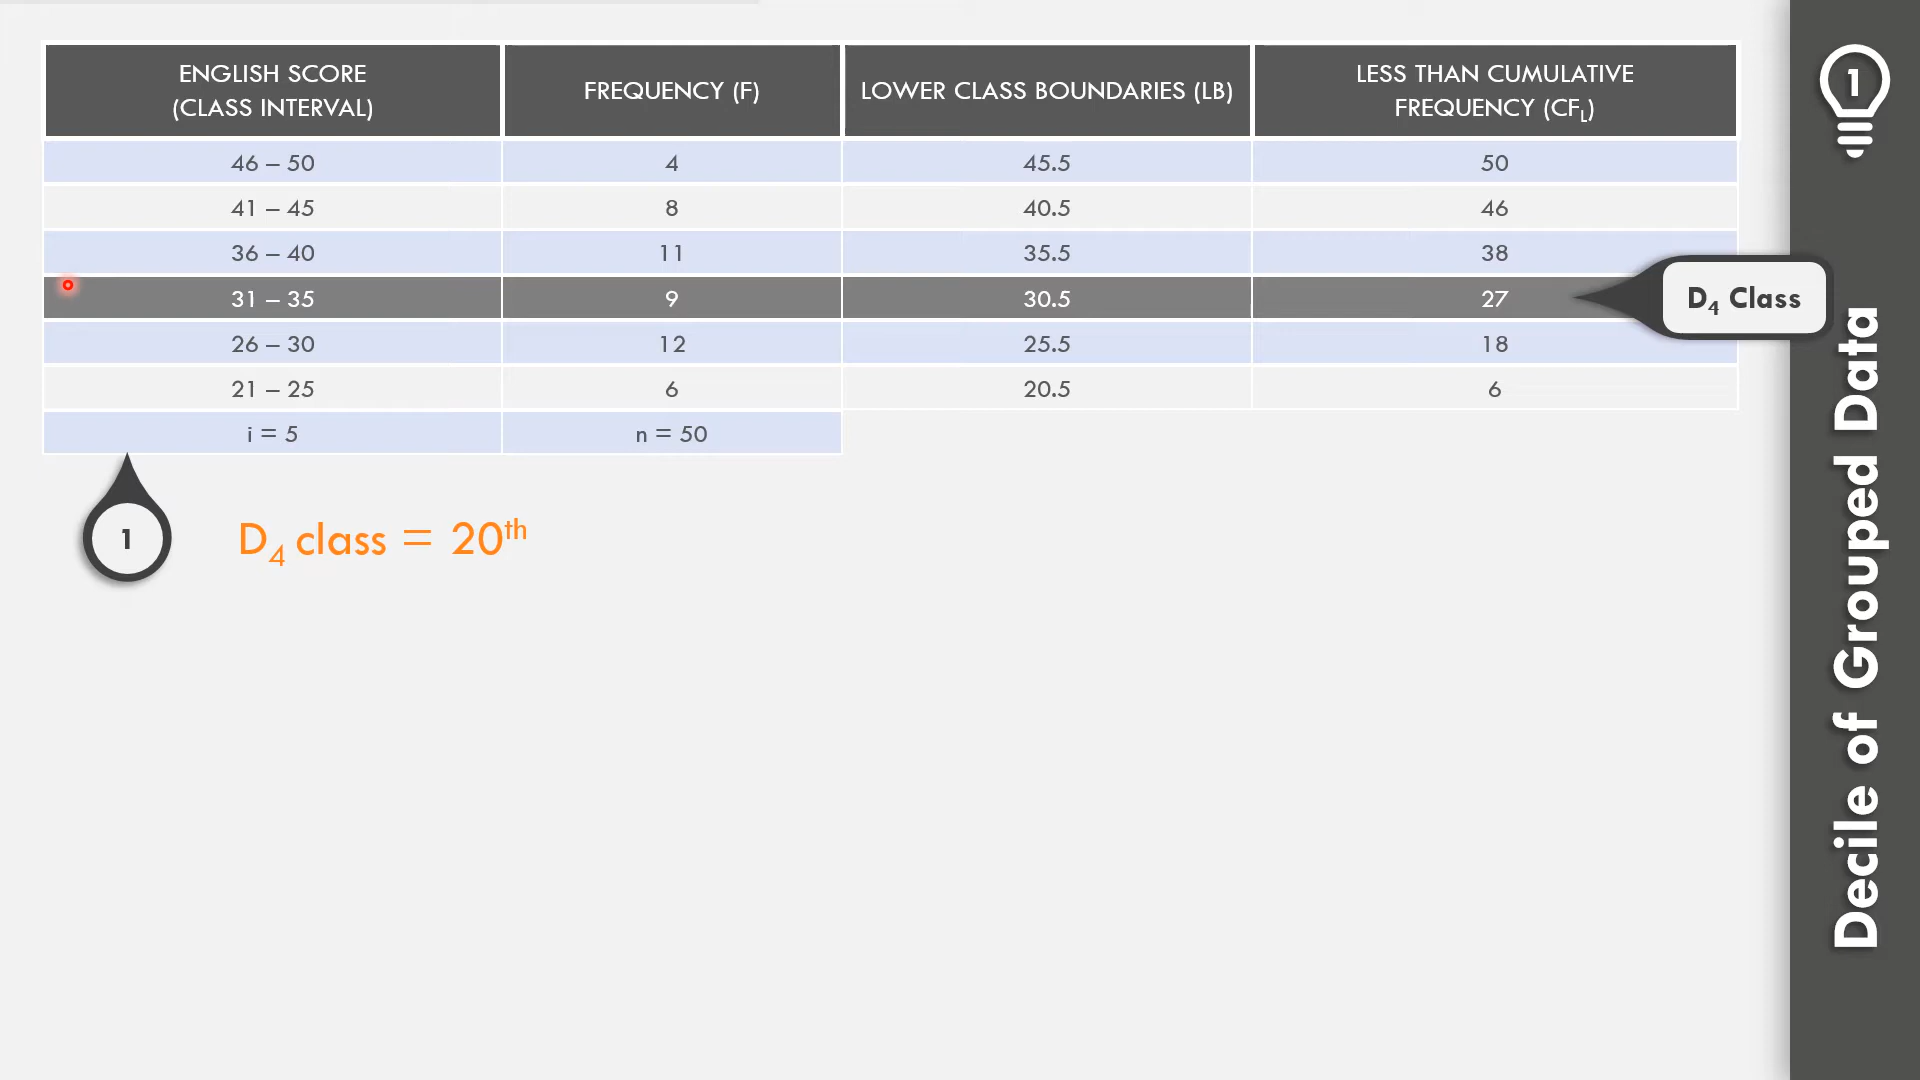 ENGLISH SCORE
(CLASS INTERVAL)
FREQUENCY (F)
LOWER CLASS BOUNDARIES (LB)
LESS THAN CUMULATIVE
FREQUENCY (CF_L)
46 – 50 4 45.5 50
41 – 45 8 40.5 46
36 – 40 11 35.5 38
31 – 35 9 30.5 27
26 – 30 12 25.5 18
21 – 25 6 20.5 6
i = 5 n = 50
D₄ Class
1
D₄ class = 20ᵗʰ
1
Decile of Grouped Data